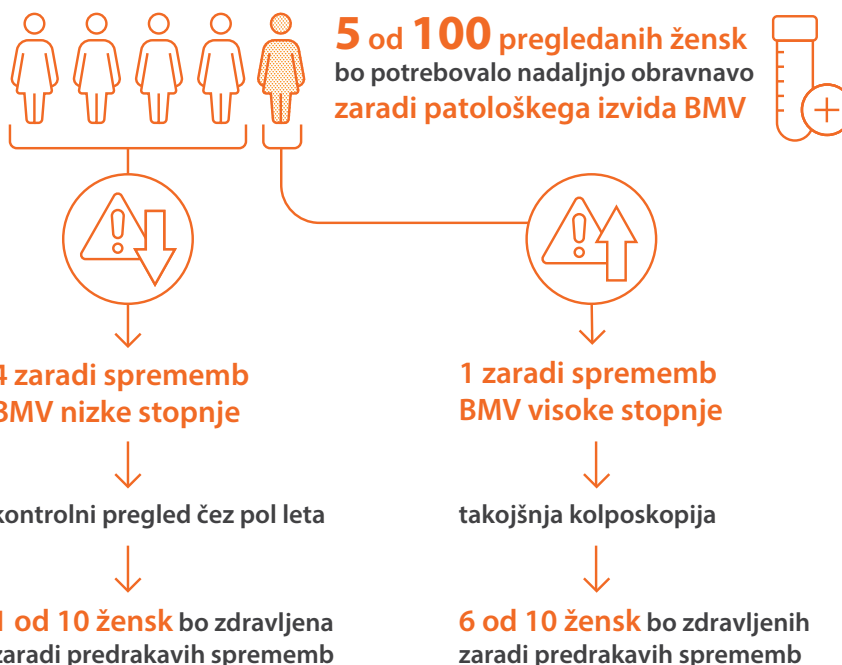 5 od 100 pregledanih žensk
bo potrebovalo nadaljnjo obravnavo
zaradi patološkega izvida BMV
4 zaradi sprememb
BMV nizke stopnje
1 zaradi sprememb
BMV visoke stopnje
kontrolni pregled čez pol leta
takojšnja kolposkopija
1 od 10 žensk bo zdravljena
zaradi predrakavih sprememb
6 od 10 žensk bo zdravljenih
zaradi predrakavih sprememb